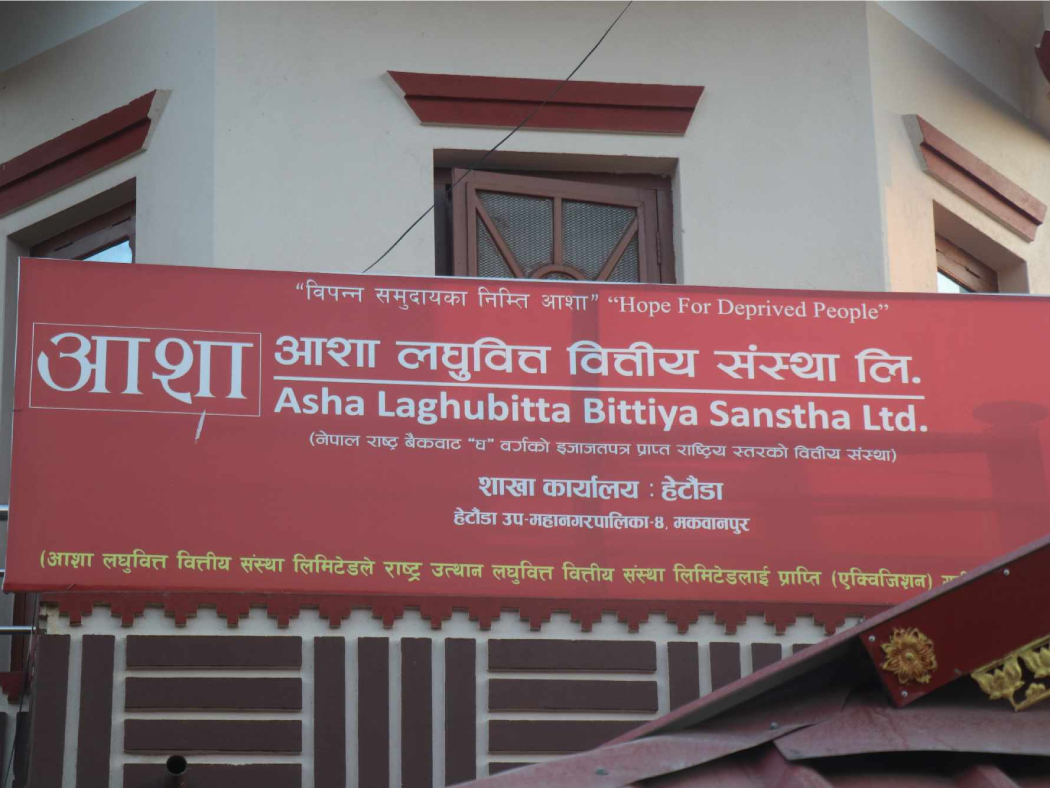 “विपन्न समुदायका निम्ति आशा” “Hope For Deprived People”
आशा
आशा लघुवित्त वित्तीय संस्था लि.
Asha Laghubitta Bittiya Sanstha Ltd.
(नेपाल राष्ट्र बैंकवाट “घ” वर्गको इजाजतपत्र प्राप्त राष्ट्रिय स्तरको वित्तीय संस्था)
शाखा कार्यालय : हेटौंडा
हेटौंडा उप-महानगरपालिका-४, मकवानपुर
(आशा लघुवित्त वित्तीय संस्था लिमिटेडले राष्ट्र उत्थान लघुवित्त वित्तीय संस्था लिमिटेडलाई प्राप्ति (एक्विजिशन)